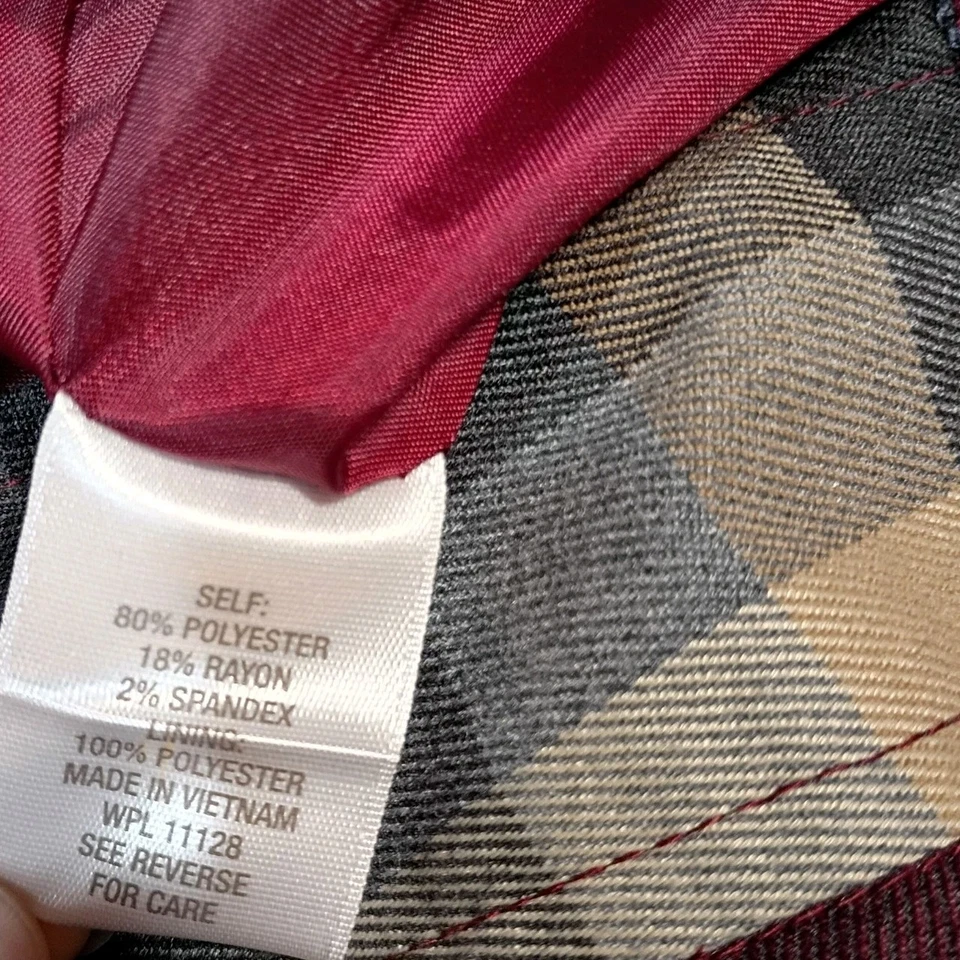 SELF:
80% POLYESTER
18% RAYON
2% SPANDEX
LINING:
100% POLYESTER
MADE IN VIETNAM
WPL 11128
SEE REVERSE
FOR CARE